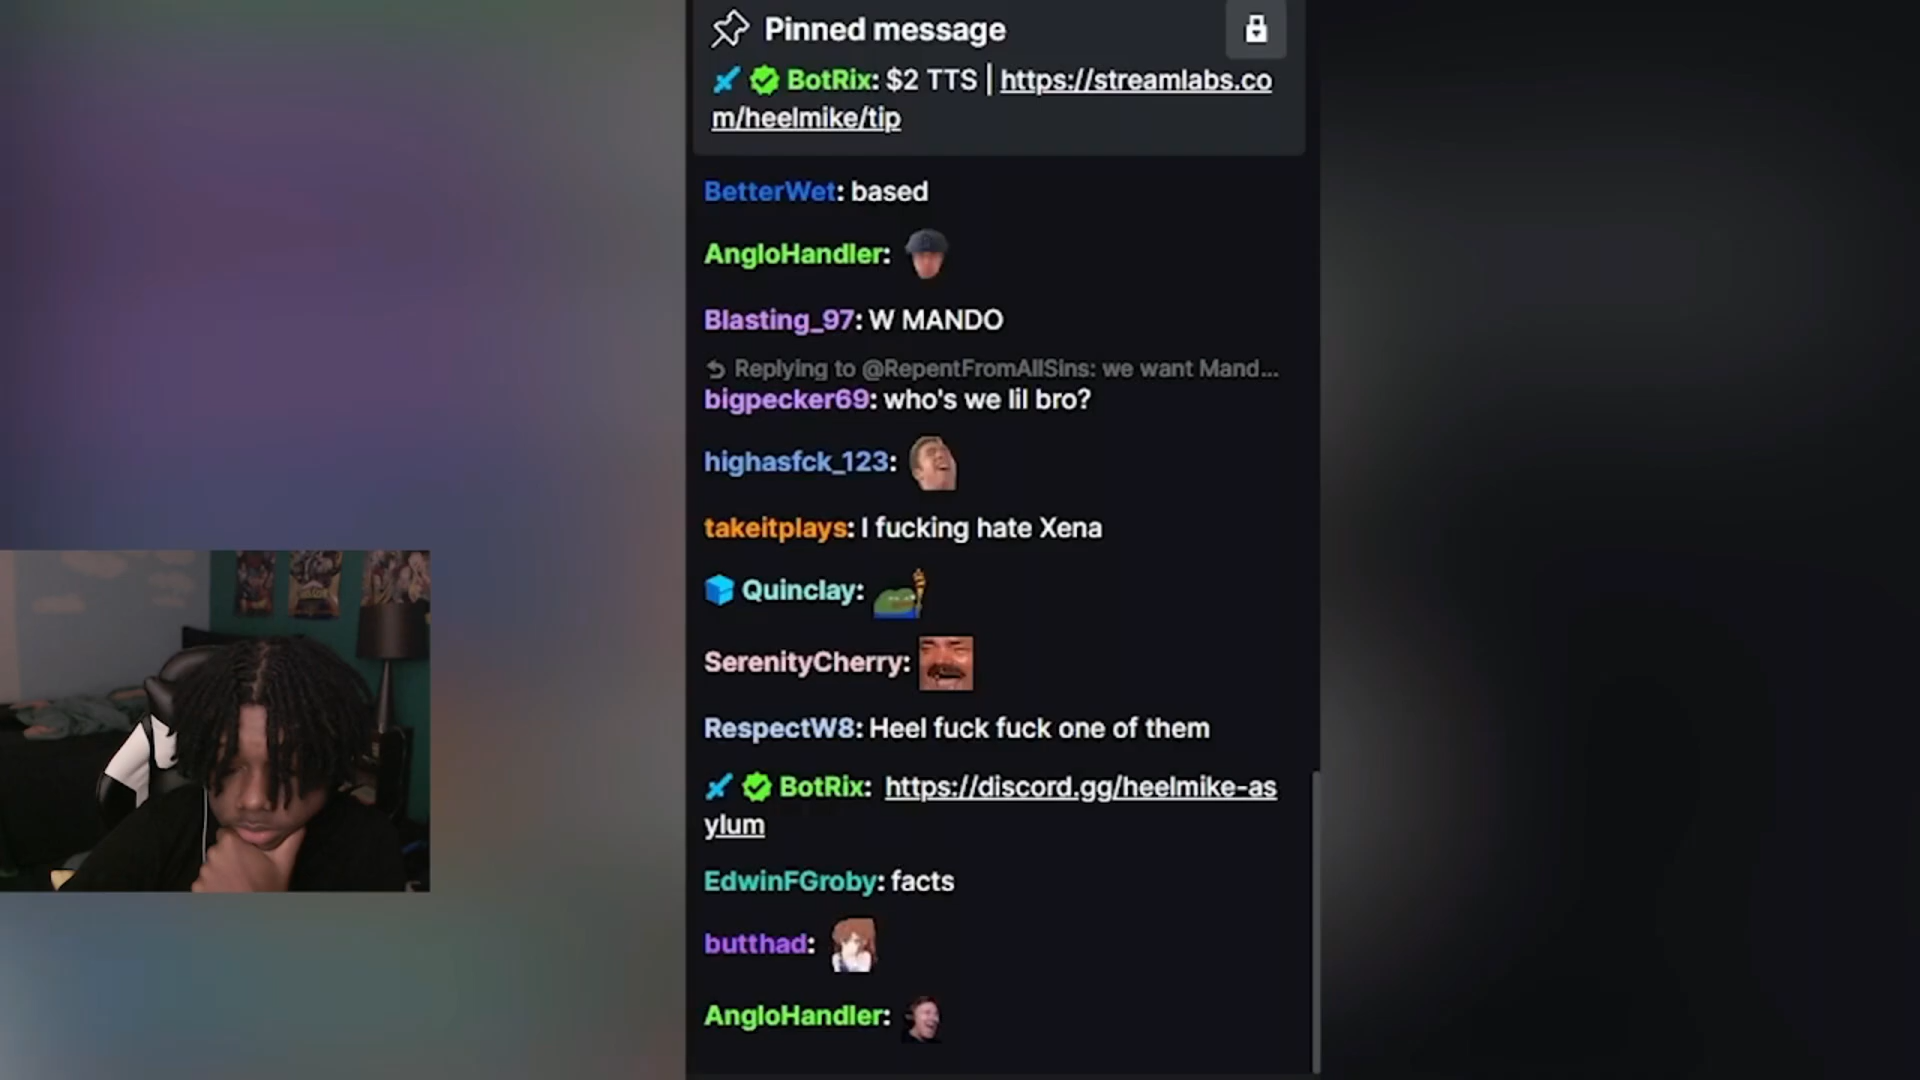 Pinned message
BotRix: $2 TTS | https://streamlabs.co
m/heelmike/tip
BetterWet: based
AngloHandler:
Blasting_97: W MANDO
Replying to @RepentFromAllSins: we want Mand...
bigpecker69: who's we lil bro?
highasfck_123:
takeitplays: I fucking hate Xena
Quinclay:
SerenityCherry:
RespectW8: Heel fuck fuck one of them
BotRix: https://discord.gg/heelmike-as
ylum
EdwinFGroby: facts
butthad:
AngloHandler: